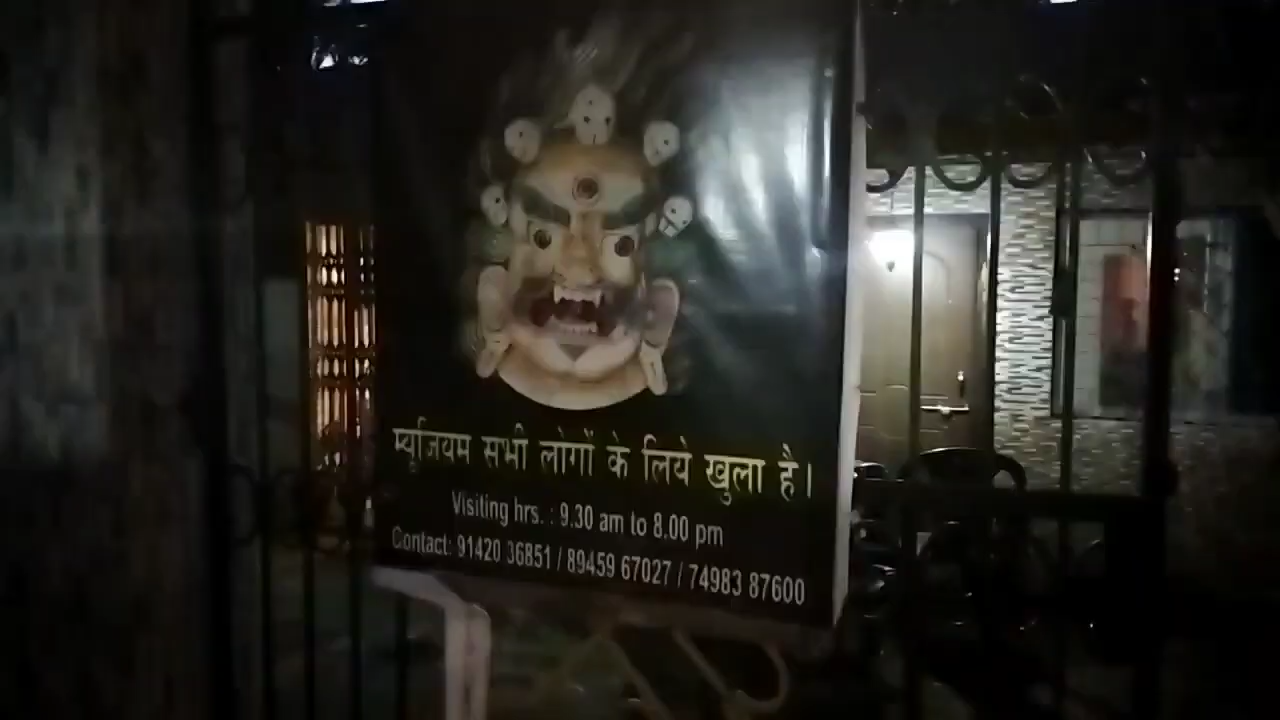 म्यूजियम सभी लोगों के लिये खुला है।
Visiting hrs. : 9.30 am to 8.00 pm
Contact: 91420 36851 / 89459 67027 / 74983 87600